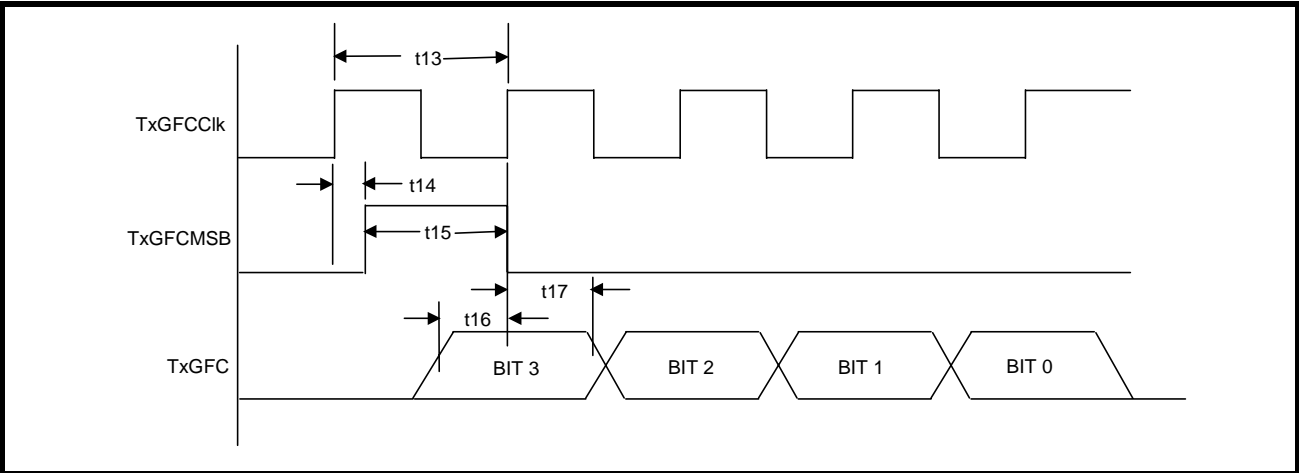 t13
TxGFCClk
t14
TxGFCMSB
t15
t17
t16
TxGFC
BIT 3
BIT 2
BIT 1
BIT 0